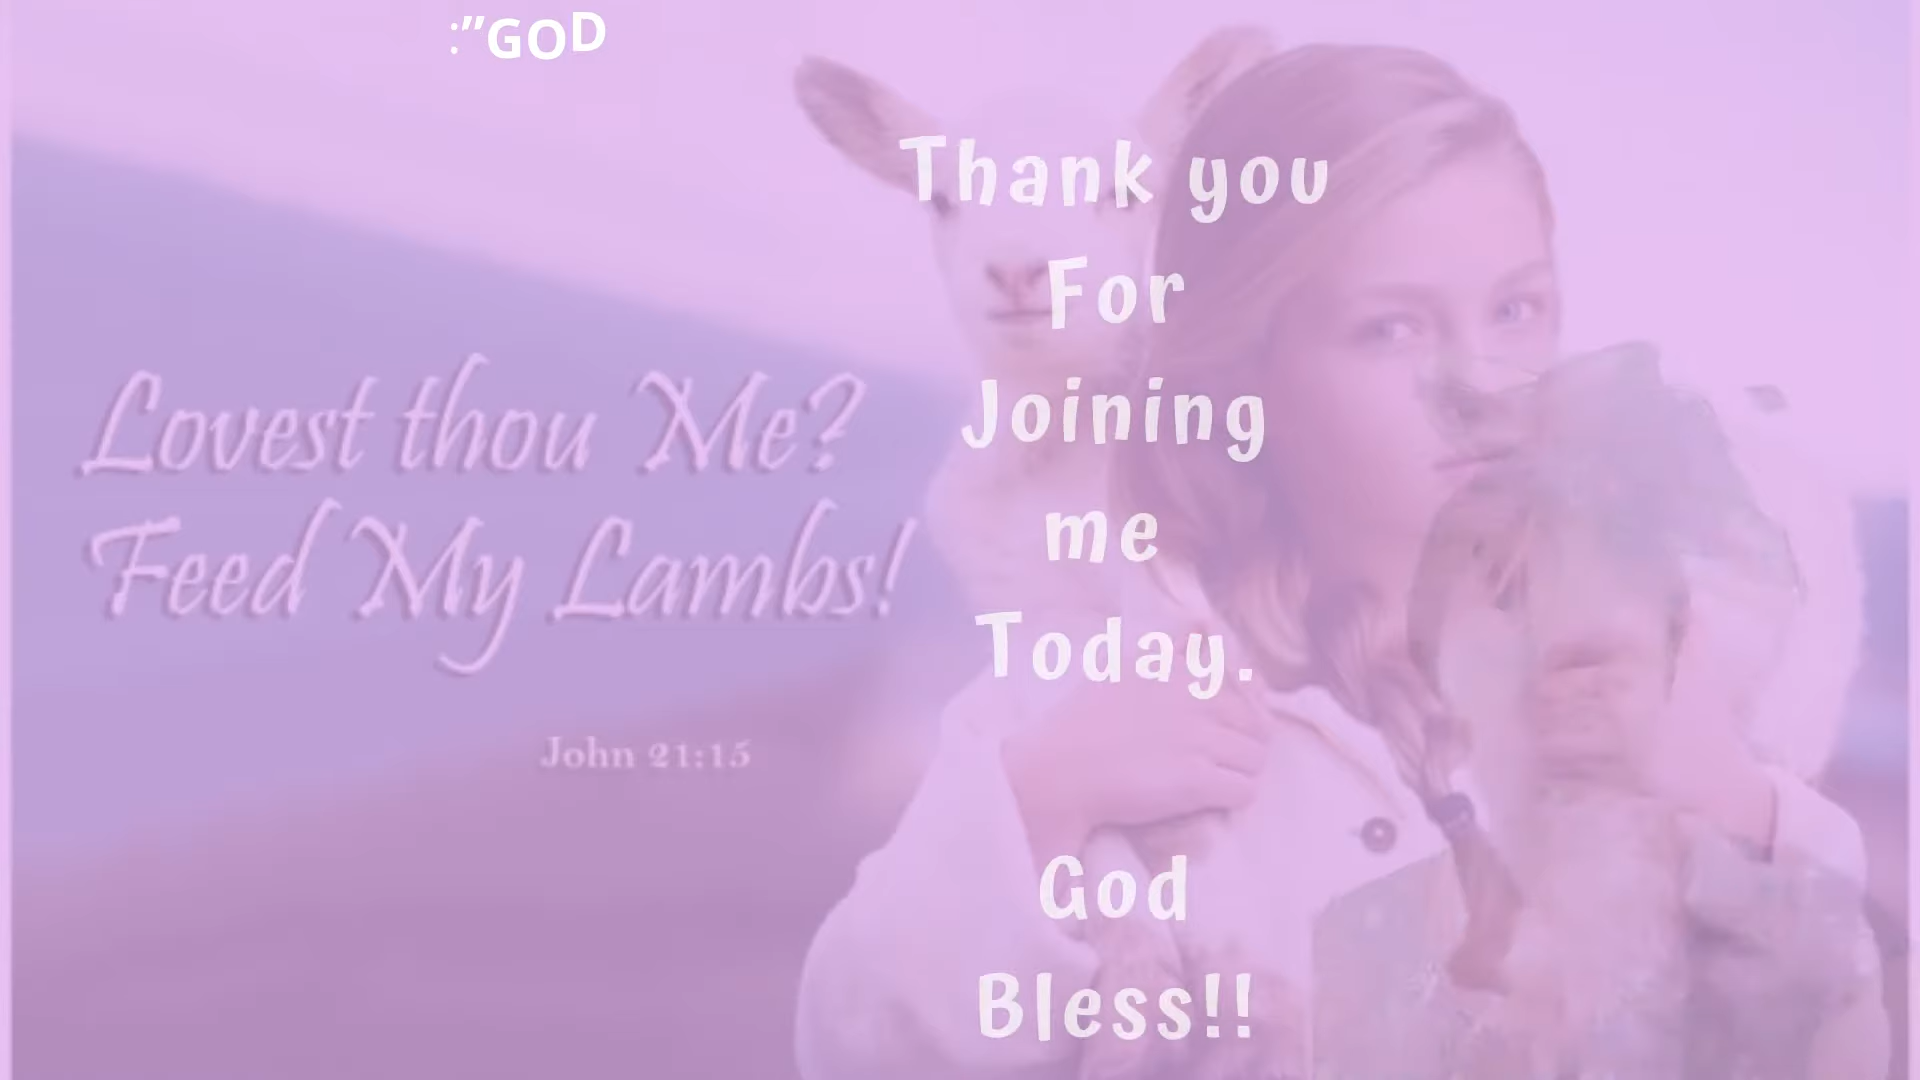 :”GOD
Thank you
For
Joining
me
Today.
God
Bless!!
Lovest thou Me?
Feed My Lambs!
John 21:15